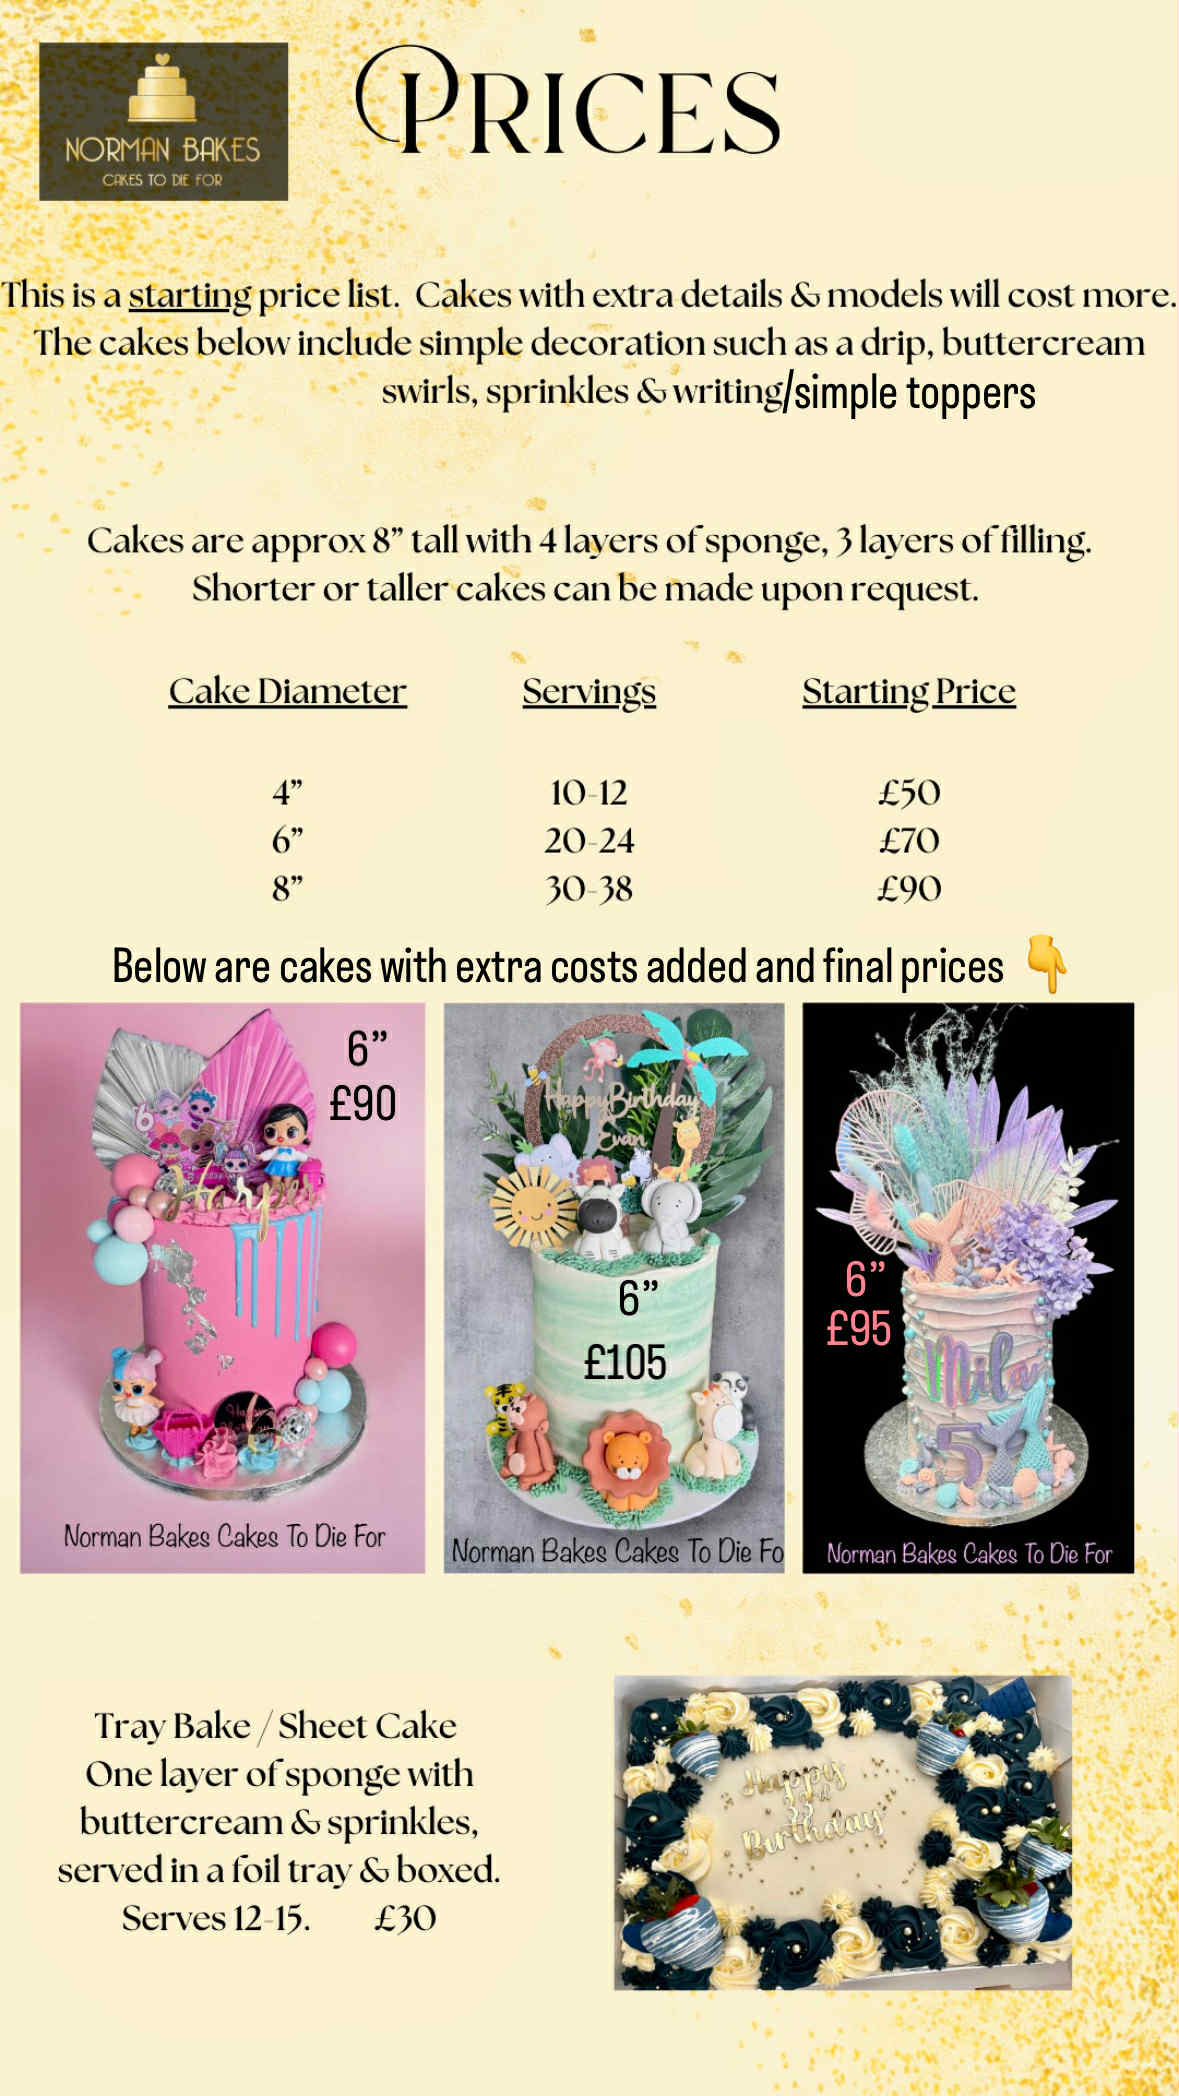 NORMAN BAKES
CAKES TO DIE FOR
PRICES
This is a starting price list. Cakes with extra details & models will cost more.
The cakes below include simple decoration such as a drip, buttercream
swirls, sprinkles & writing/simple toppers
Cakes are approx 8” tall with 4 layers of sponge, 3 layers of filling.
Shorter or taller cakes can be made upon request.
Cake Diameter Servings Starting Price
4” 10-12 £50
6” 20-24 £70
8” 30-38 £90
Below are cakes with extra costs added and final prices 👇
6”
£90
6
Norman Bakes Cakes To Die For
Happy Birthday
Evan
6”
£105
Norman Bakes Cakes To Die Fo
6”
£95
Mila
5
Norman Bakes Cakes To Die For
Tray Bake / Sheet Cake
One layer of sponge with
buttercream & sprinkles,
served in a foil tray & boxed.
Serves 12-15. £30
Happy
33rd
Birthday